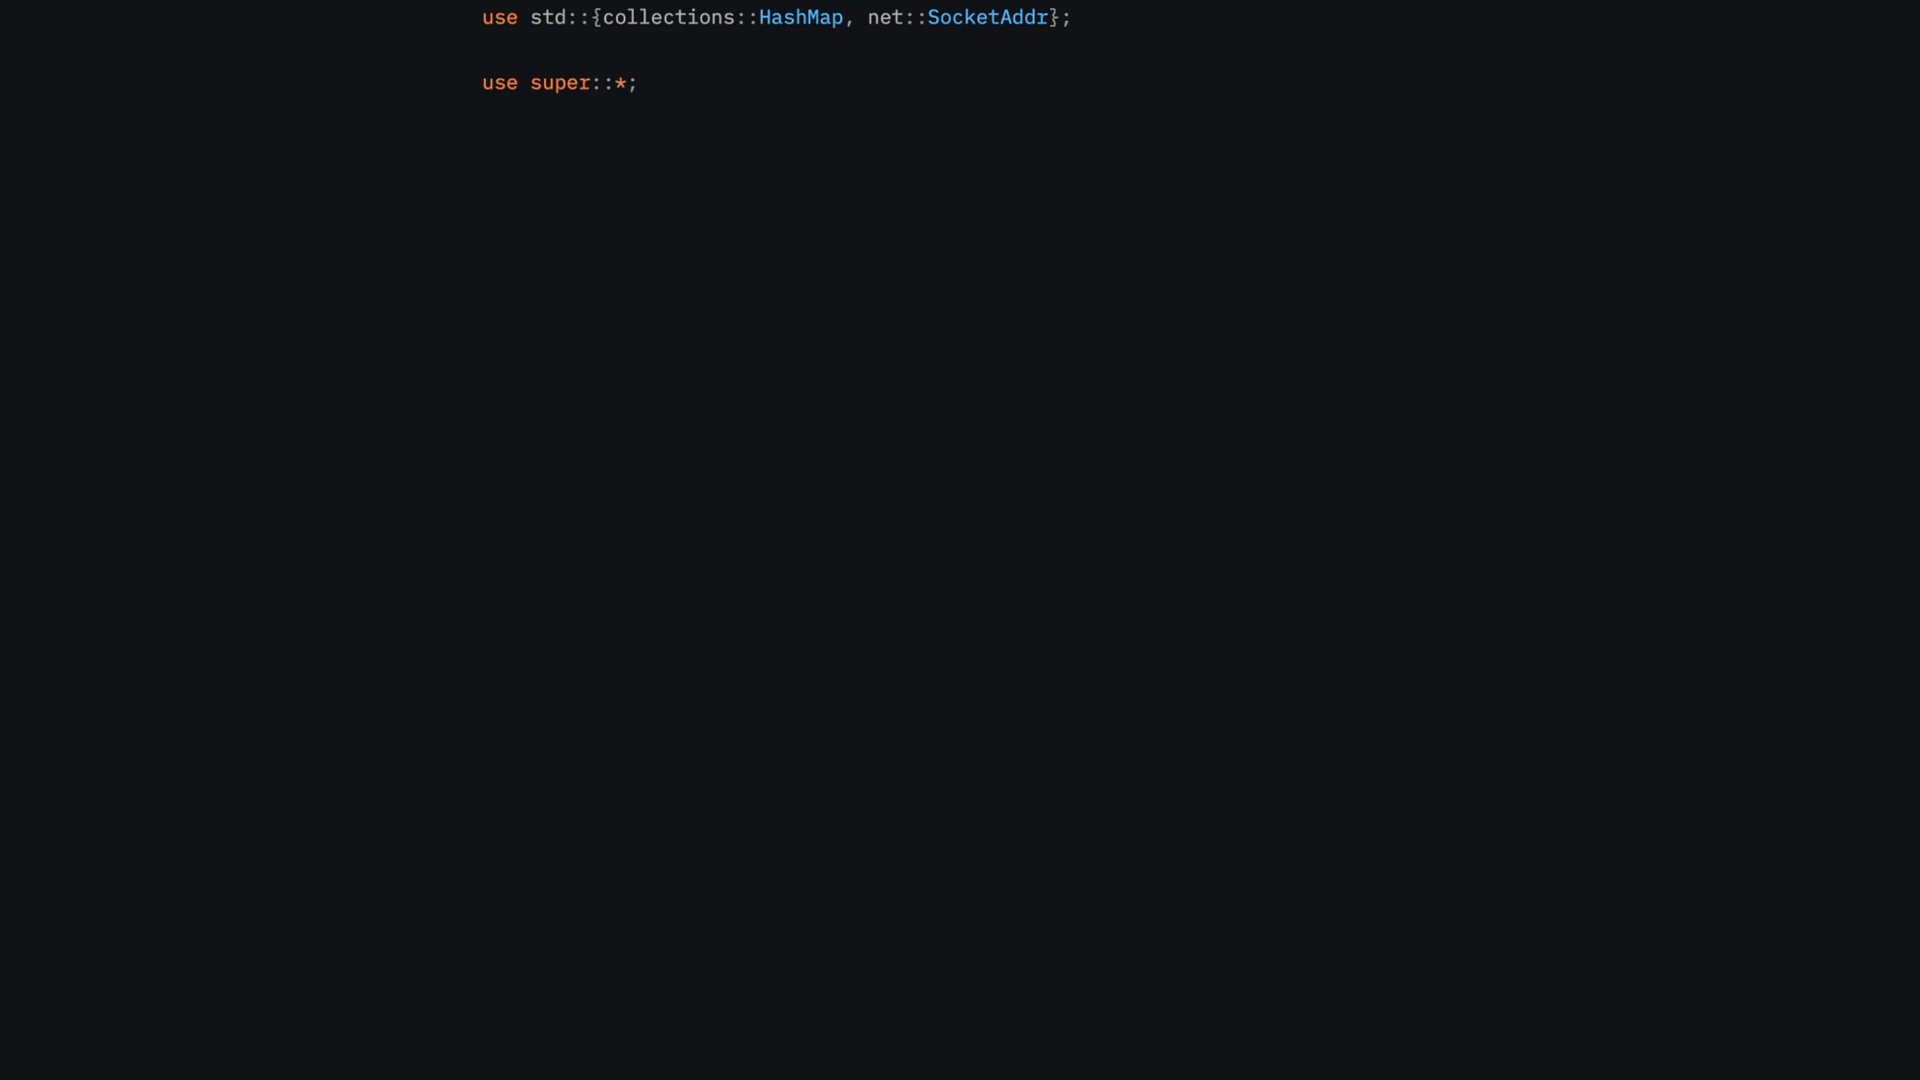 use std::{collections::HashMap, net::SocketAddr};
use super::*;